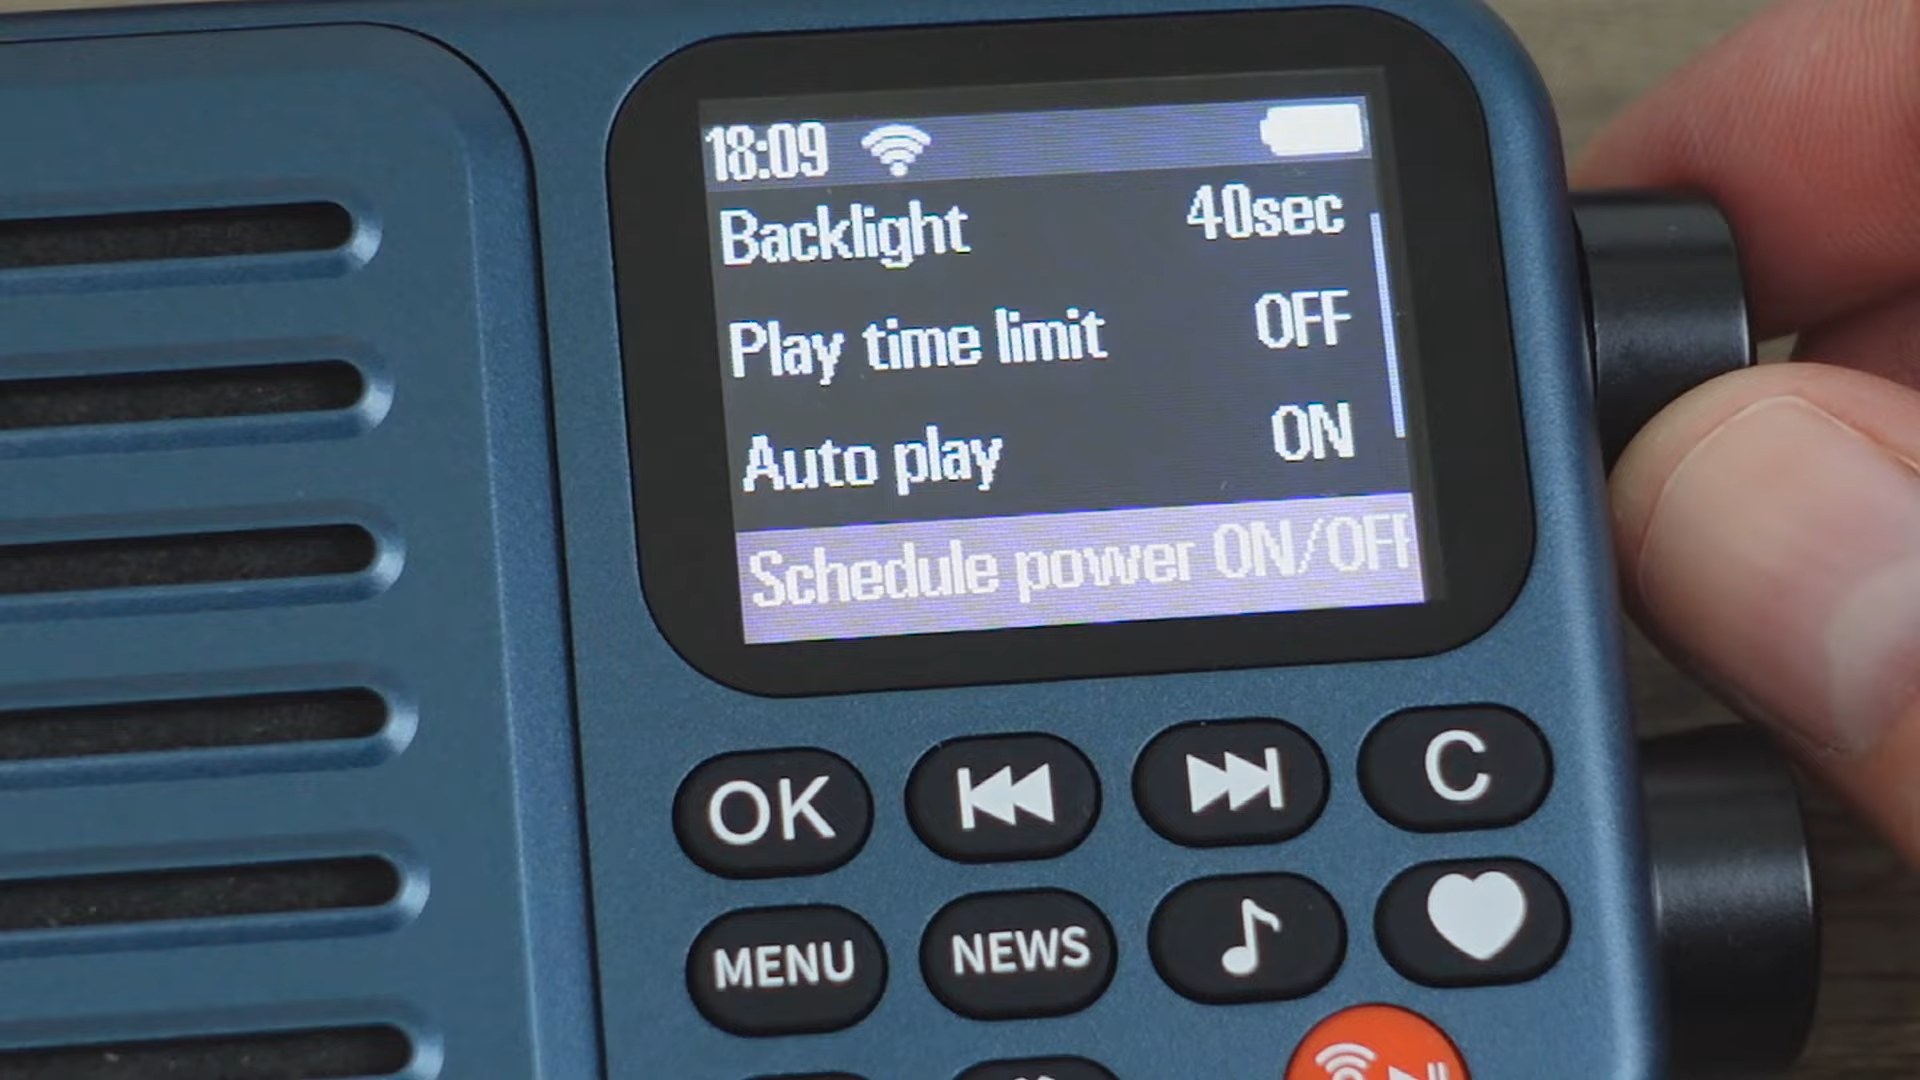 18:09
Backlight 40sec
Play time limit OFF
Auto play ON
Schedule power ON/OFF
OK C
MENU NEWS